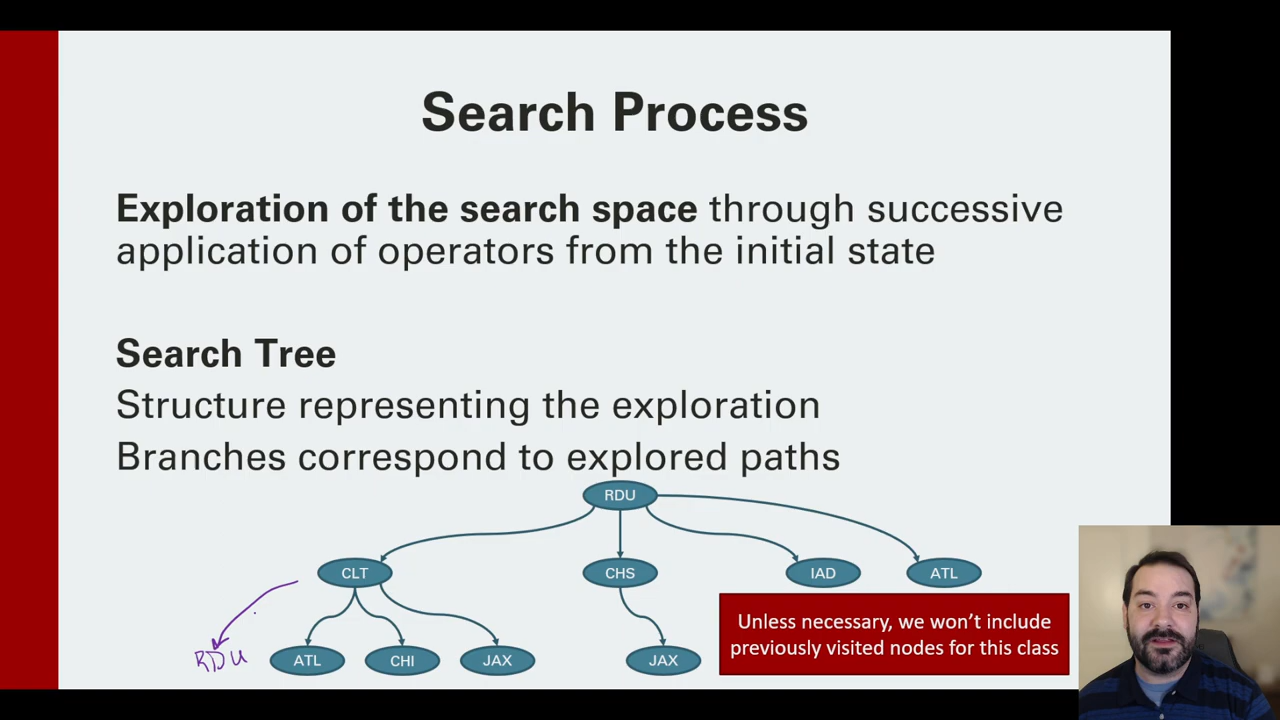 Search Process
Exploration of the search space through successive
application of operators from the initial state
Search Tree
Structure representing the exploration
Branches correspond to explored paths
RDU
CLT
CHS
IAD
ATL
Unless necessary, we won't include
previously visited nodes for this class
RDU
ATL
CHI
JAX
JAX